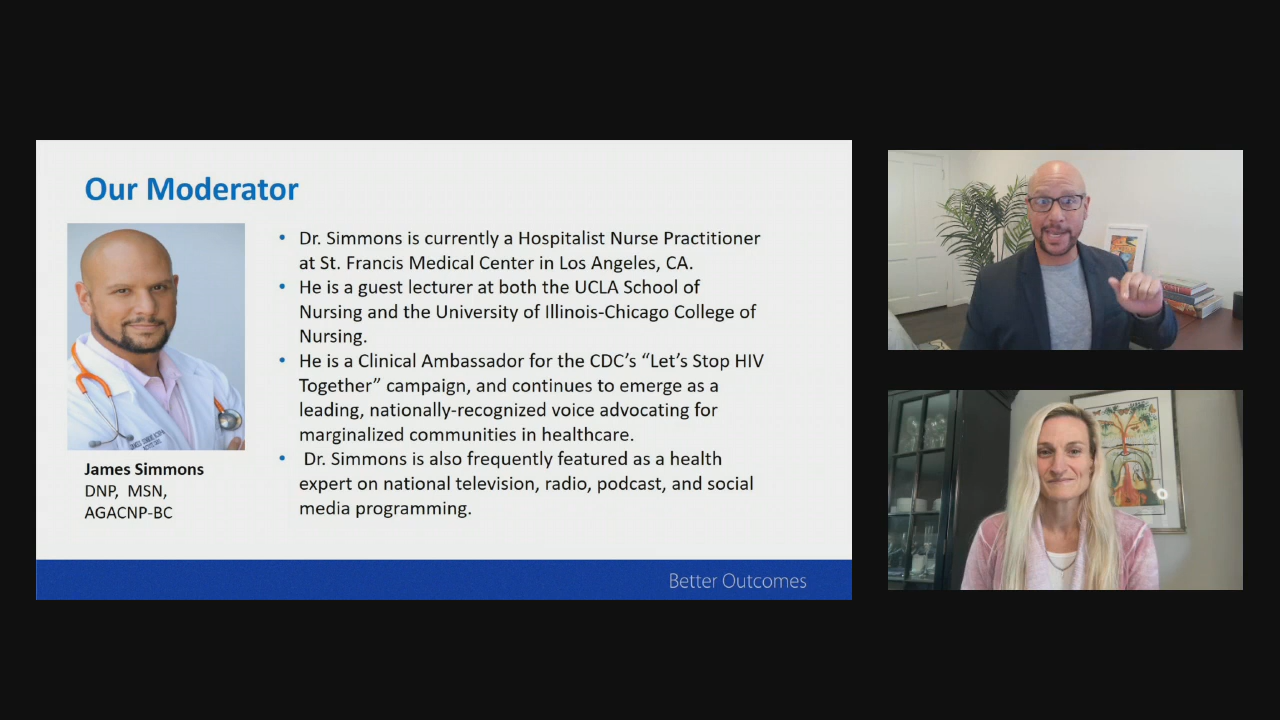 Our Moderator
• Dr. Simmons is currently a Hospitalist Nurse Practitioner
at St. Francis Medical Center in Los Angeles, CA.
• He is a guest lecturer at both the UCLA School of
Nursing and the University of Illinois-Chicago College of
Nursing.
• He is a Clinical Ambassador for the CDC’s “Let’s Stop HIV
Together” campaign, and continues to emerge as a
leading, nationally-recognized voice advocating for
marginalized communities in healthcare.
• Dr. Simmons is also frequently featured as a health
expert on national television, radio, podcast, and social
media programming.
James Simmons
DNP, MSN,
AGACNP-BC
Better Outcomes